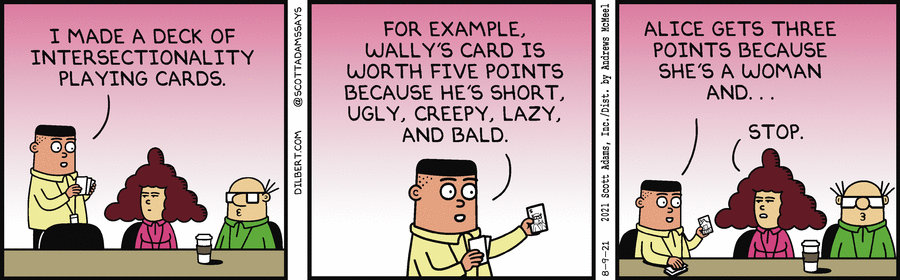 I MADE A DECK OF
INTERSECTIONALITY
PLAYING CARDS.
DILBERT.COM @SCOTTADAMSSAYS
FOR EXAMPLE,
WALLY'S CARD IS
WORTH FIVE POINTS
BECAUSE HE'S SHORT,
UGLY, CREEPY, LAZY,
AND BALD.
8-9-21 2021 Scott Adams, Inc./Dist. by Andrews McMeel
ALICE GETS THREE
POINTS BECAUSE
SHE'S A WOMAN
AND...
STOP.